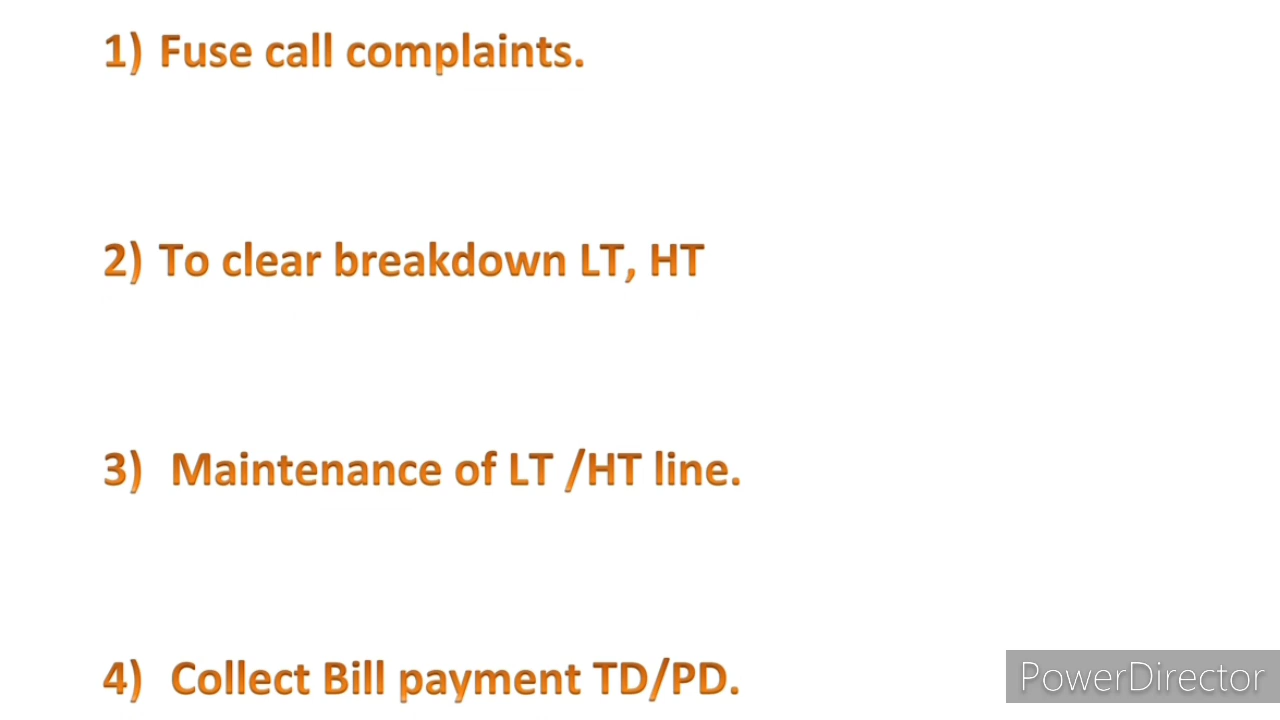 1) Fuse call complaints.
2) To clear breakdown LT, HT
3) Maintenance of LT /HT line.
4) Collect Bill payment TD/PD.
PowerDirector